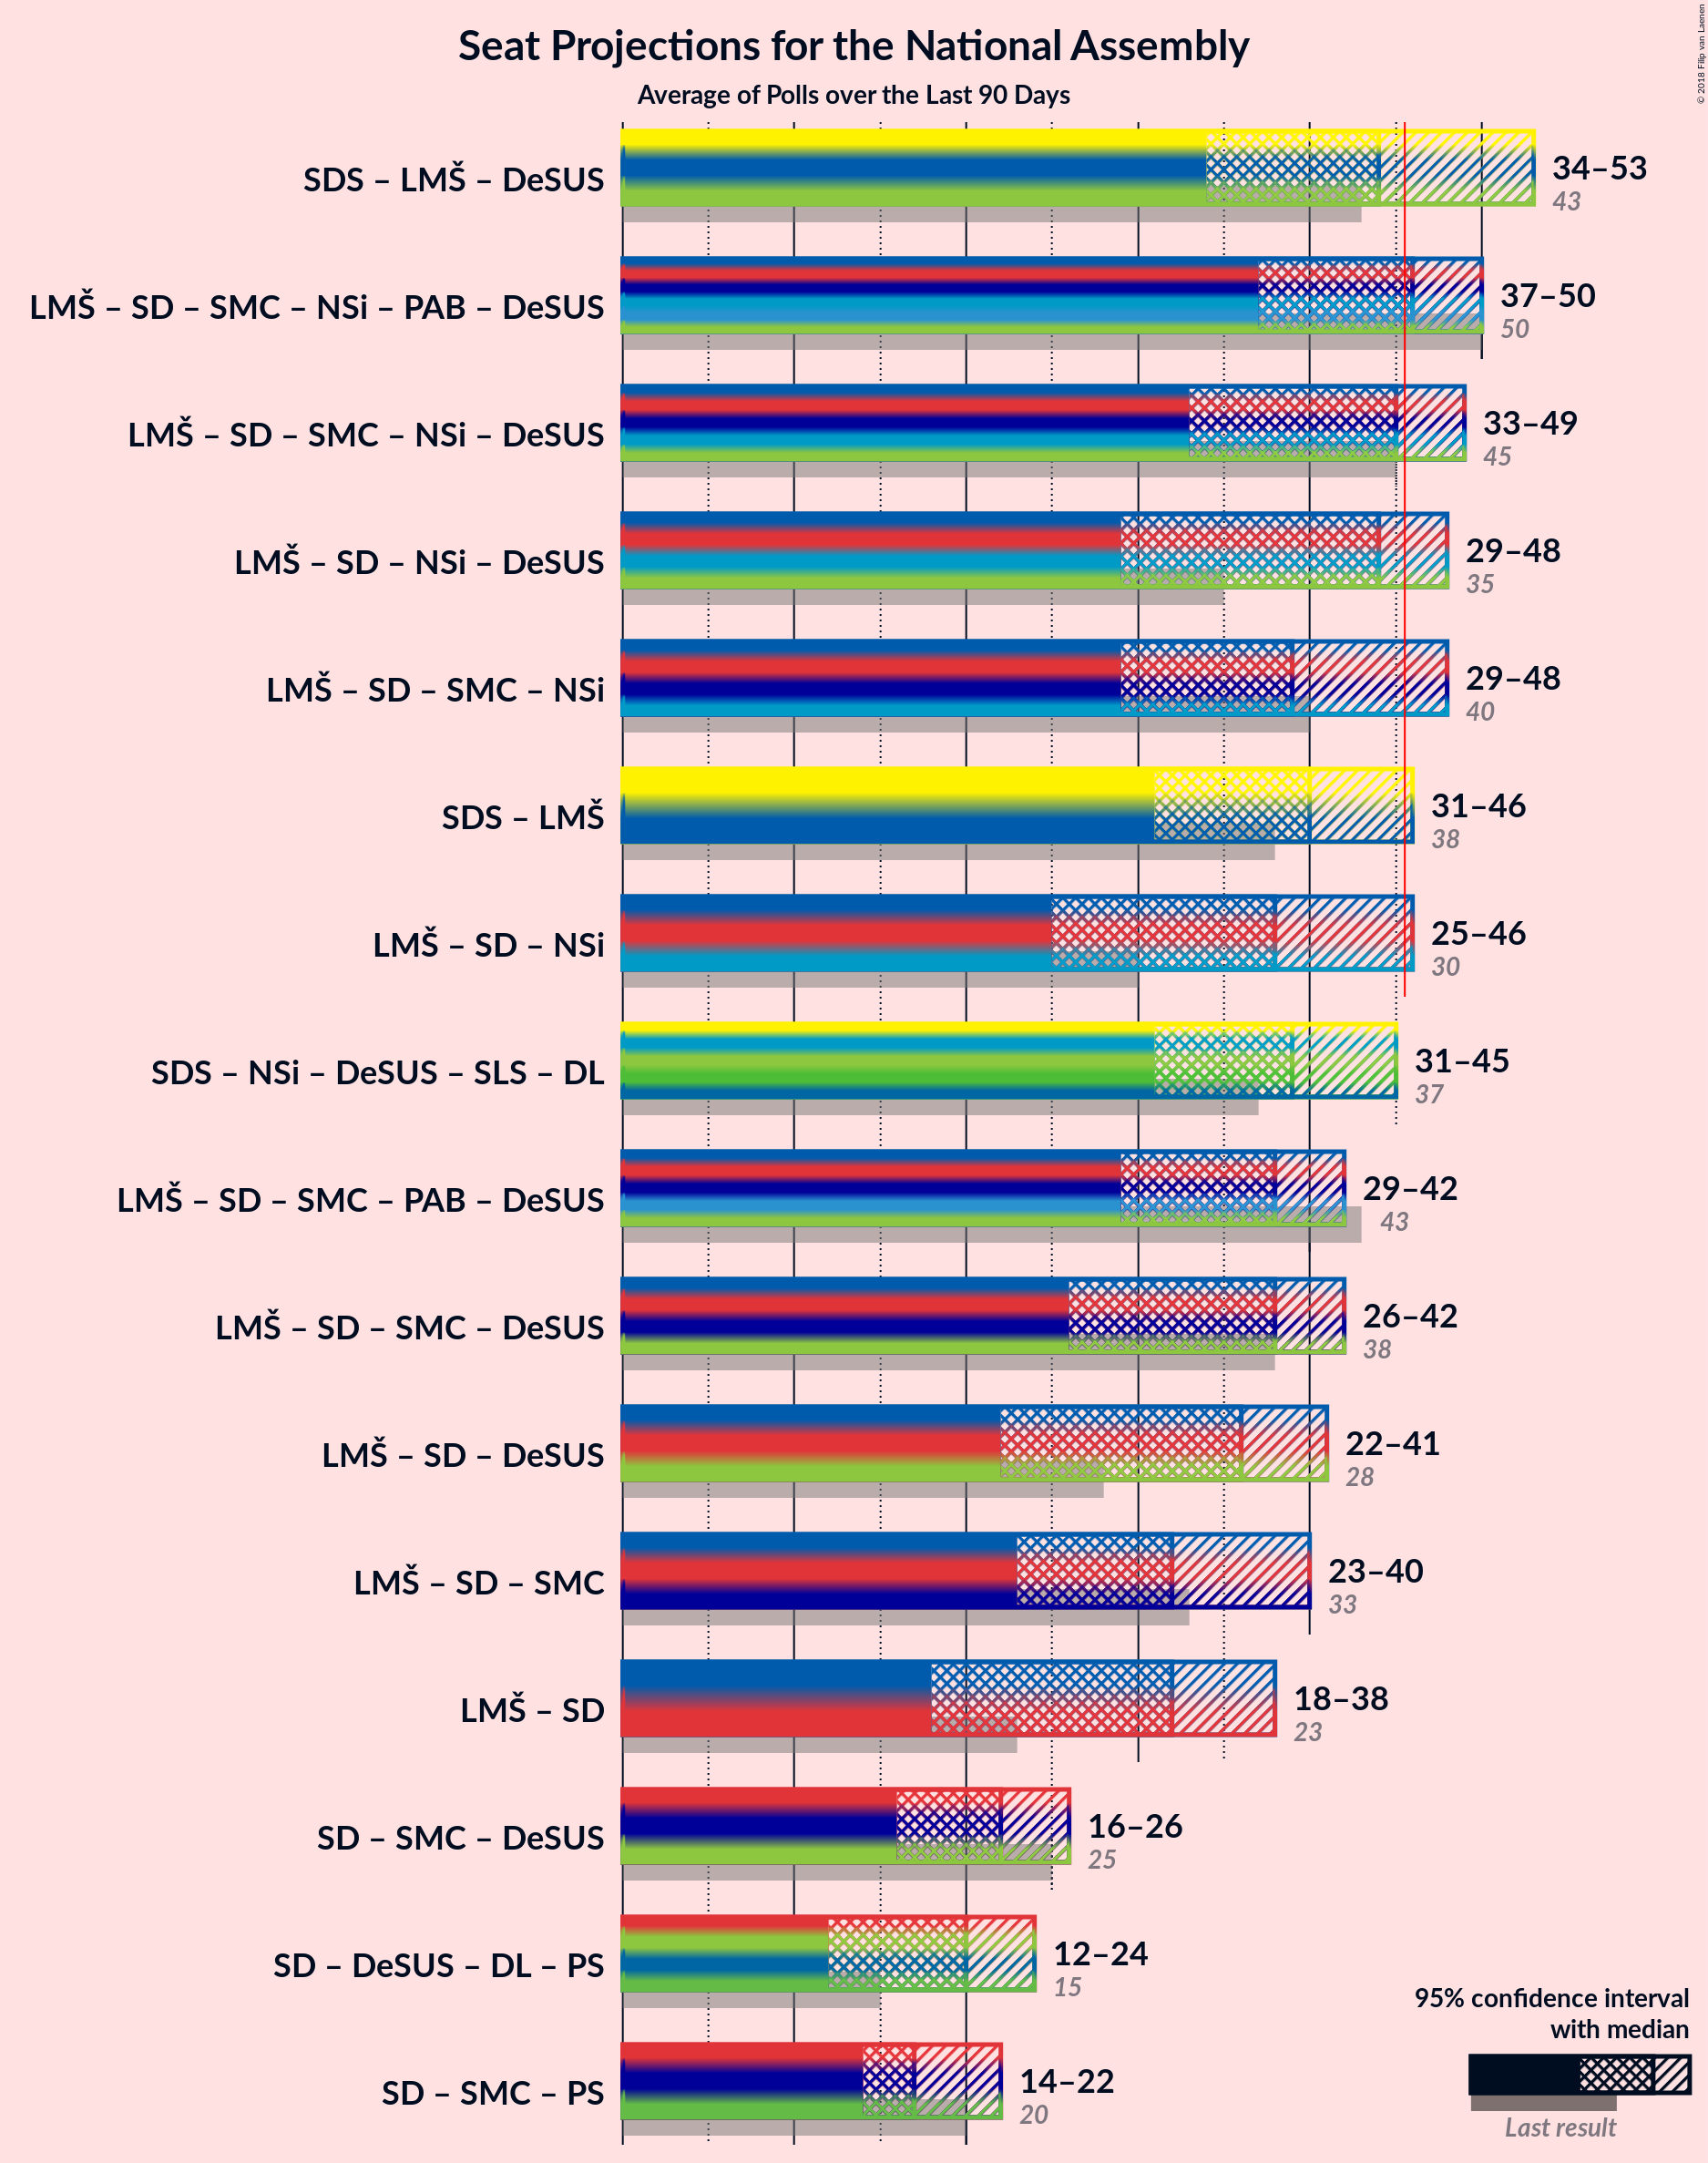 © 2018 Filip van Laenen
Seat Projections for the National Assembly
Average of Polls over the Last 90 Days
SDS – LMŠ – DeSUS
34–53
43
LMŠ – SD – SMC – NSi – PAB – DeSUS
37–50
50
LMŠ – SD – SMC – NSi – DeSUS
33–49
45
LMŠ – SD – NSi – DeSUS
29–48
35
LMŠ – SD – SMC – NSi
29–48
40
SDS – LMŠ
31–46
38
LMŠ – SD – NSi
25–46
30
SDS – NSi – DeSUS – SLS – DL
31–45
37
LMŠ – SD – SMC – PAB – DeSUS
29–42
43
LMŠ – SD – SMC – DeSUS
26–42
38
LMŠ – SD – DeSUS
22–41
28
LMŠ – SD – SMC
23–40
33
LMŠ – SD
18–38
23
SD – SMC – DeSUS
16–26
25
SD – DeSUS – DL – PS
12–24
15
SD – SMC – PS
14–22
20
95% confidence interval
with median
Last result